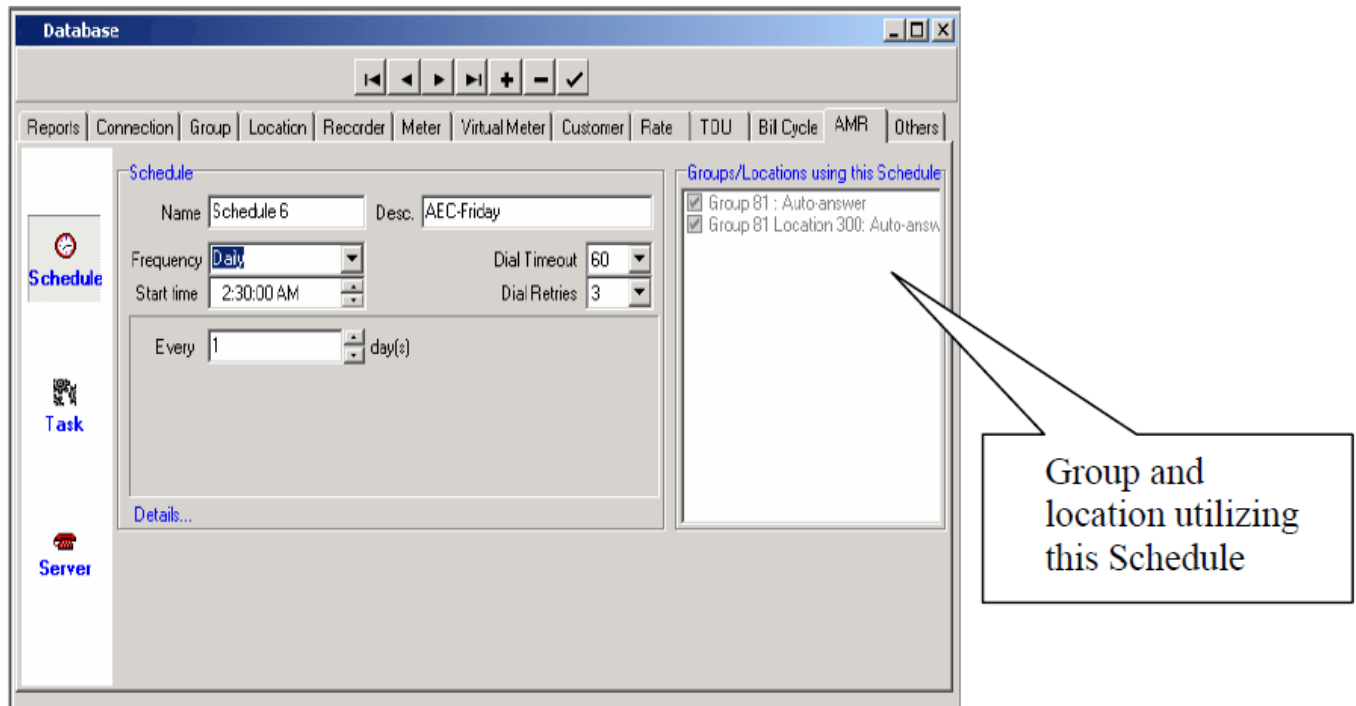 Database
Reports Connection Group Location Recorder Meter Virtual Meter Customer Rate TDU Bill Cycle AMR Others
Schedule
Name Schedule 6 Desc. AEC-Friday
Frequency Daily Dial Timeout 60
Start time 2:30:00 AM Dial Retries 3
Every 1 day(s)
Details...
Groups/Locations using this Schedule
Group 81 : Auto-answer
Group 81 Location 300: Auto-answ
Schedule
Task
Server
Group and
location utilizing
this Schedule